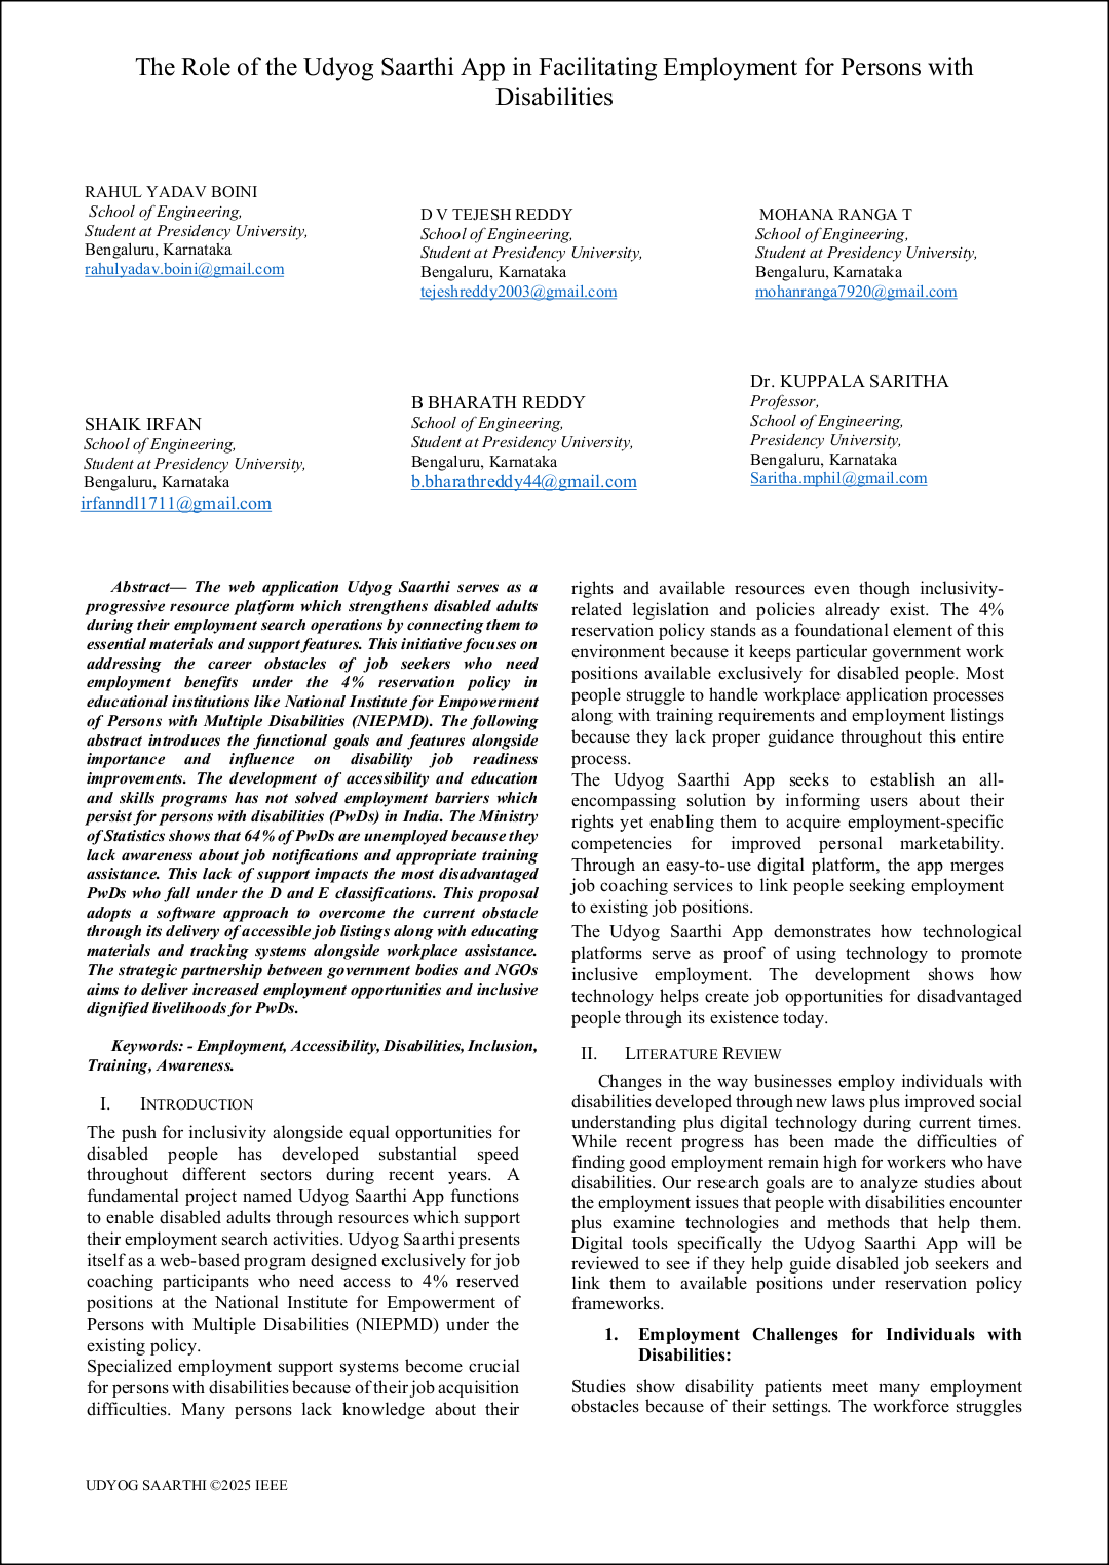 The Role of the Udyog Saarthi App in Facilitating Employment for Persons with
Disabilities
RAHUL YADAV BOINI
School of Engineering,
Student at Presidency University,
Bengaluru, Karnataka
rahulyadav.boini@gmail.com
D V TEJESH REDDY
School of Engineering,
Student at Presidency University,
Bengaluru, Karnataka
tejeshreddy2003@gmail.com
MOHANA RANGA T
School of Engineering,
Student at Presidency University,
Bengaluru, Karnataka
mohanranga7920@gmail.com
SHAIK IRFAN
School of Engineering,
Student at Presidency University,
Bengaluru, Karnataka
irfanndl1711@gmail.com
B BHARATH REDDY
School of Engineering,
Student at Presidency University,
Bengaluru, Karnataka
b.bharathreddy44@gmail.com
Dr. KUPPALA SARITHA
Professor,
School of Engineering,
Presidency University,
Bengaluru, Karnataka
Saritha.mphil@gmail.com
Abstract— The web application Udyog Saarthi serves as a
progressive resource platform which strengthens disabled adults
during their employment search operations by connecting them to
essential materials and support features. This initiative focuses on
addressing the career obstacles of job seekers who need
employment benefits under the 4% reservation policy in
educational institutions like National Institute for Empowerment
of Persons with Multiple Disabilities (NIEPMD). The following
abstract introduces the functional goals and features alongside
importance and influence on disability job readiness
improvements. The development of accessibility and education
and skills programs has not solved employment barriers which
persist for persons with disabilities (PwDs) in India. The Ministry
of Statistics shows that 64% of PwDs are unemployed because they
lack awareness about job notifications and appropriate training
assistance. This lack of support impacts the most disadvantaged
PwDs who fall under the D and E classifications. This proposal
adopts a software approach to overcome the current obstacle
through its delivery of accessible job listings along with educating
materials and tracking systems alongside workplace assistance.
The strategic partnership between government bodies and NGOs
aims to deliver increased employment opportunities and inclusive
dignified livelihoods for PwDs.
Keywords: - Employment, Accessibility, Disabilities, Inclusion,
Training, Awareness.
I. INTRODUCTION
The push for inclusivity alongside equal opportunities for
disabled people has developed substantial speed
throughout different sectors during recent years. A
fundamental project named Udyog Saarthi App functions
to enable disabled adults through resources which support
their employment search activities. Udyog Saarthi presents
itself as a web-based program designed exclusively for job
coaching participants who need access to 4% reserved
positions at the National Institute for Empowerment of
Persons with Multiple Disabilities (NIEPMD) under the
existing policy.
Specialized employment support systems become crucial
for persons with disabilities because of their job acquisition
difficulties. Many persons lack knowledge about their
rights and available resources even though inclusivity-
related legislation and policies already exist. The 4%
reservation policy stands as a foundational element of this
environment because it keeps particular government work
positions available exclusively for disabled people. Most
people struggle to handle workplace application processes
along with training requirements and employment listings
because they lack proper guidance throughout this entire
process.
The Udyog Saarthi App seeks to establish an all-
encompassing solution by informing users about their
rights yet enabling them to acquire employment-specific
competencies for improved personal marketability.
Through an easy-to-use digital platform, the app merges
job coaching services to link people seeking employment
to existing job positions.
The Udyog Saarthi App demonstrates how technological
platforms serve as proof of using technology to promote
inclusive employment. The development shows how
technology helps create job opportunities for disadvantaged
people through its existence today.
II. LITERATURE REVIEW
Changes in the way businesses employ individuals with
disabilities developed through new laws plus improved social
understanding plus digital technology during current times.
While recent progress has been made the difficulties of
finding good employment remain high for workers who have
disabilities. Our research goals are to analyze studies about
the employment issues that people with disabilities encounter
plus examine technologies and methods that help them.
Digital tools specifically the Udyog Saarthi App will be
reviewed to see if they help guide disabled job seekers and
link them to available positions under reservation policy
frameworks.
1. Employment Challenges for Individuals with
Disabilities:
Studies show disability patients meet many employment
obstacles because of their settings. The workforce struggles
UDYOG SAARTHI ©2025 IEEE